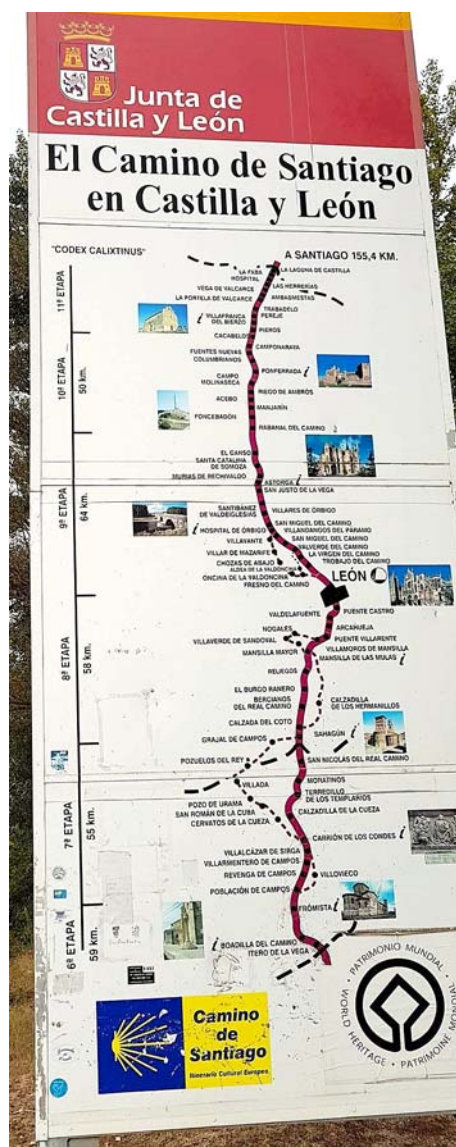 Junta de
Castilla y León
El Camino de Santiago
en Castilla y León
"CODEX CALIXTINUS"
A SANTIAGO 155,4 KM.
LA FABA
HOSPITAL
LA LAGUNA DE CASTILLA
LAS HERRERÍAS
VEGA DE VALCARCE
AMBASMESTAS
LA PORTELA DE VALCARCE
TRABADELO
PEREJE
11ª ETAPA
i VILLAFRANCA
DEL BIERZO
PIEROS
CACABELOS
CAMPONARAYA
FUENTES NUEVAS
COLUMBRIANOS
PONFERRADA i
CAMPO
MOLINASECA
10ª ETAPA
50 km.
RIEGO DE AMBRÓS
ACEBO
MANJARÍN
FONCEBADÓN
RABANAL DEL CAMINO
EL GANSO
SANTA CATALINA
DE SOMOZA
MURIAS DE RECHIVALDO
ASTORGA i
SAN JUSTO DE LA VEGA
9ª ETAPA
64 km.
SANTIBÁÑEZ
DE VALDEIGLESIAS
VILLARES DE ÓRBIGO
i HOSPITAL DE ÓRBIGO
SAN MIGUEL DEL CAMINO
VILLADANGOS DEL PÁRAMO
VILLAVANTE
SAN MIGUEL DEL CAMINO
VALVERDE DEL CAMINO
VILLAR DE MAZARIFE
LA VIRGEN DEL CAMINO
CHOZAS DE ABAJO
TROBAJO DEL CAMINO
ALDEA DE LA VALDONCINA
ONCINA DE LA VALDONCINA
FRESNO DEL CAMINO
LEÓN
VALDELAFUENTE
PUENTE CASTRO
NOGALES
ARCAHUEJA
VILLAVERDE DE SANDOVAL
PUENTE VILLARENTE
MANSILLA MAYOR
VILLAMOROS DE MANSILLA
MANSILLA DE LAS MULAS i
8ª ETAPA
58 km.
RELIEGOS
EL BURGO RANERO
BERCIANOS
DEL REAL CAMINO
CALZADILLA
DE LOS HERMANILLOS
CALZADA DEL COTO
SAHAGÚN i
GRAJAL DE CAMPOS
POZUELOS DEL REY
SAN NICOLÁS DEL REAL CAMINO
VILLADA
MORATINOS
TERREDILLO
DE LOS TEMPLARIOS
POZO DE URAMA
SAN ROMÁN DE LA CUBA
CERVATOS DE LA CUEZA
CALZADILLA DE LA CUEZA
7ª ETAPA
55 km.
CARRIÓN DE LOS CONDES i
VILLALCÁZAR DE SIRGA
VILLARMENTERO DE CAMPOS
REVENGA DE CAMPOS
VILLOVIECO
POBLACIÓN DE CAMPOS
FRÓMISTA i
6ª ETAPA
59 km.
i BOADILLA DEL CAMINO
ITERO DE LA VEGA
Camino
de
Santiago
Itinerario Cultural Europeo
PATRIMONIO MUNDIAL
WORLD HERITAGE
PATRIMOINE MONDIAL